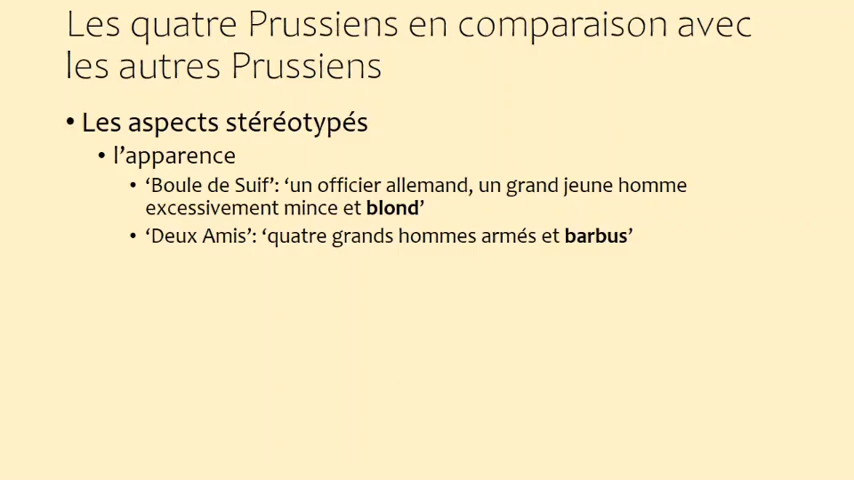 Les quatre Prussiens en comparaison avec
les autres Prussiens
• Les aspects stéréotypés
• l’apparence
• ‘Boule de Suif’: ‘un officier allemand, un grand jeune homme
excessivement mince et blond’
• ‘Deux Amis’: ‘quatre grands hommes armés et barbus’